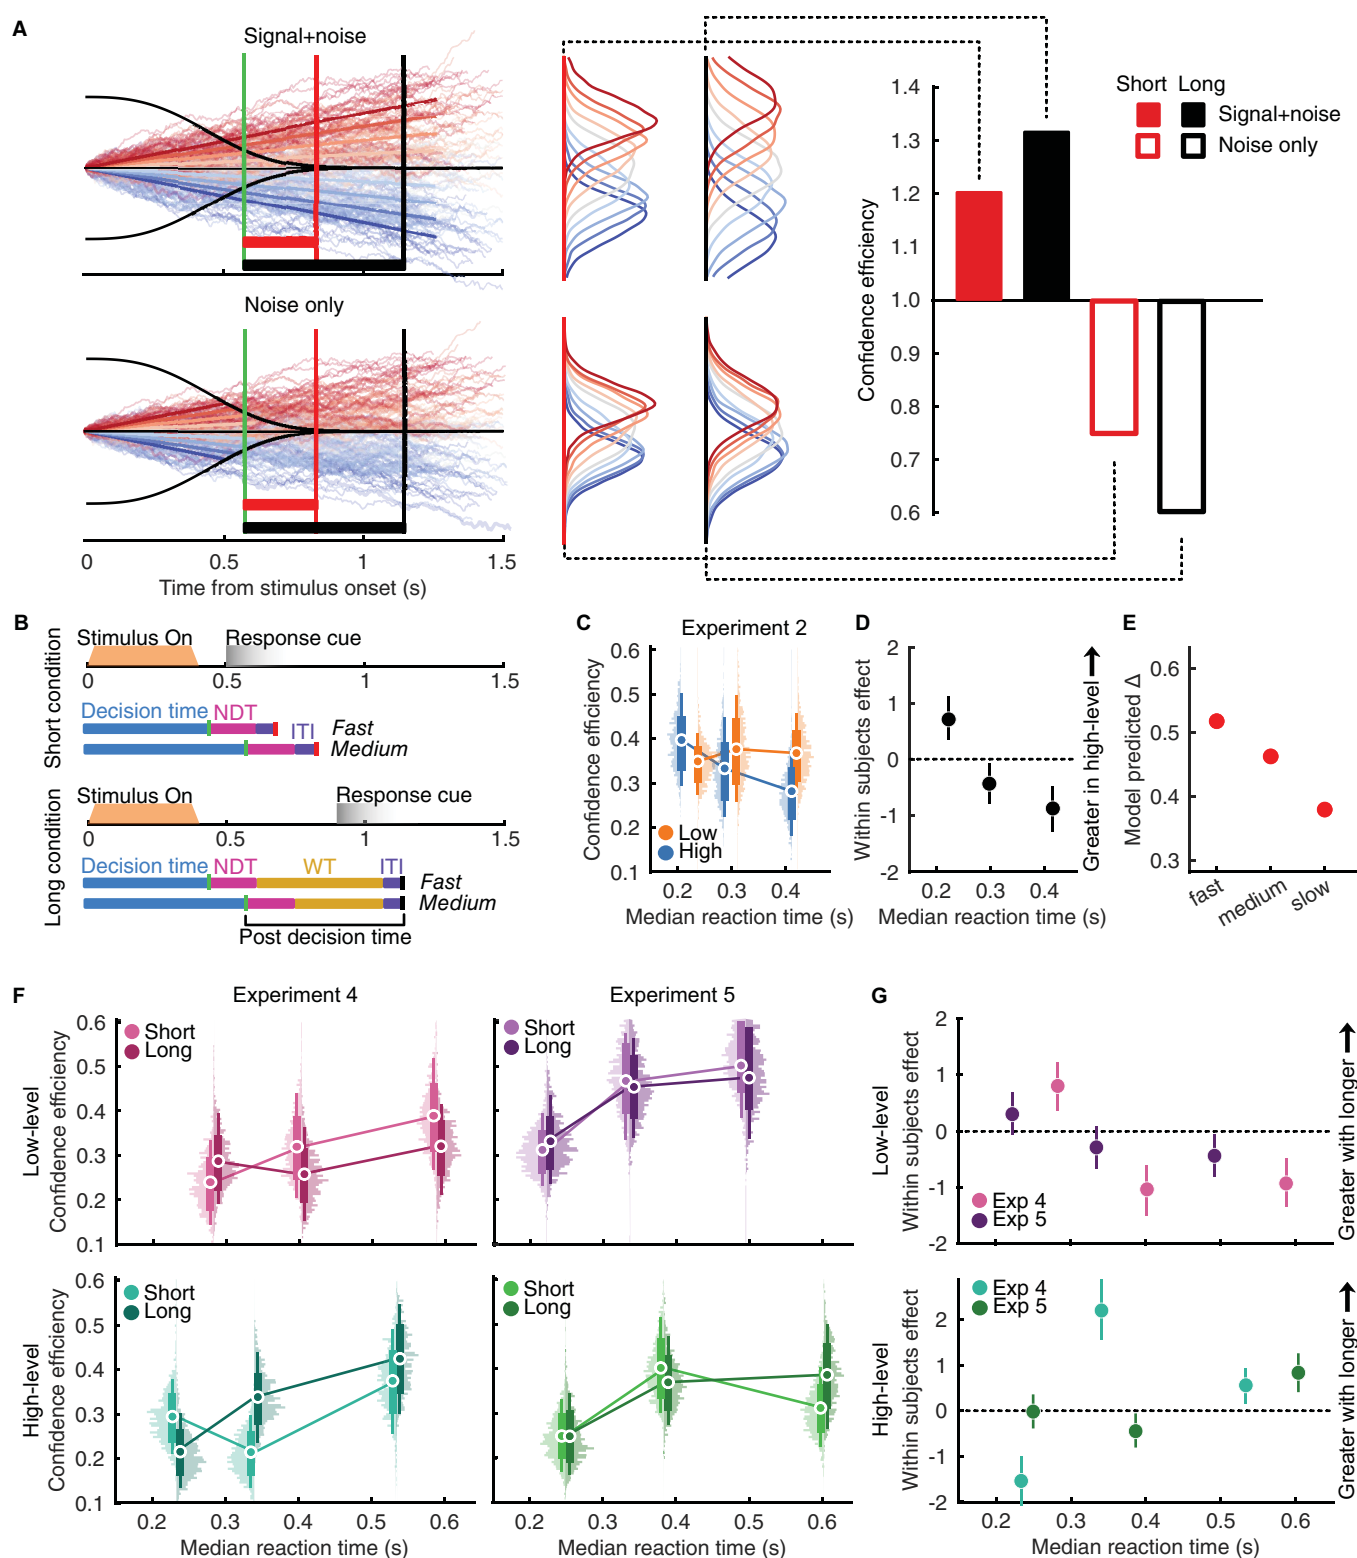 A
Signal+noise
Noise only
0
0.5
1
1.5
Time from stimulus onset (s)
Confidence efficiency
1.4
1.3
1.2
1.1
1.0
0.9
0.8
0.7
0.6
Short Long
Signal+noise
Noise only
B
Short condition
Stimulus On
Response cue
0
0.5
1
1.5
Decision time
NDT
ITI
Fast
Medium
Long condition
Stimulus On
Response cue
0
0.5
1
1.5
Decision time
NDT
WT
ITI
Fast
Medium
Post decision time
C
Experiment 2
Confidence efficiency
0.6
0.5
0.4
0.3
0.2
0.1
Low
High
0.2
0.3
0.4
Median reaction time (s)
D
Within subjects effect
2
1
0
-1
-2
0.2
0.3
0.4
Median reaction time (s)
Greater in high-level
E
Model predicted Δ
0.6
0.5
0.4
0.3
fast
medium
slow
F
Experiment 4
Experiment 5
Low-level
Confidence efficiency
0.6
0.5
0.4
0.3
0.2
0.1
Short
Long
Short
Long
High-level
Confidence efficiency
0.6
0.5
0.4
0.3
0.2
0.1
Short
Long
Short
Long
0.2
0.3
0.4
0.5
0.6
Median reaction time (s)
0.2
0.3
0.4
0.5
0.6
Median reaction time (s)
G
Low-level
Within subjects effect
2
1
0
-1
-2
Exp 4
Exp 5
Greater with longer
High-level
Within subjects effect
2
1
0
-1
-2
Exp 4
Exp 5
Greater with longer
0.2
0.3
0.4
0.5
0.6
Median reaction time (s)